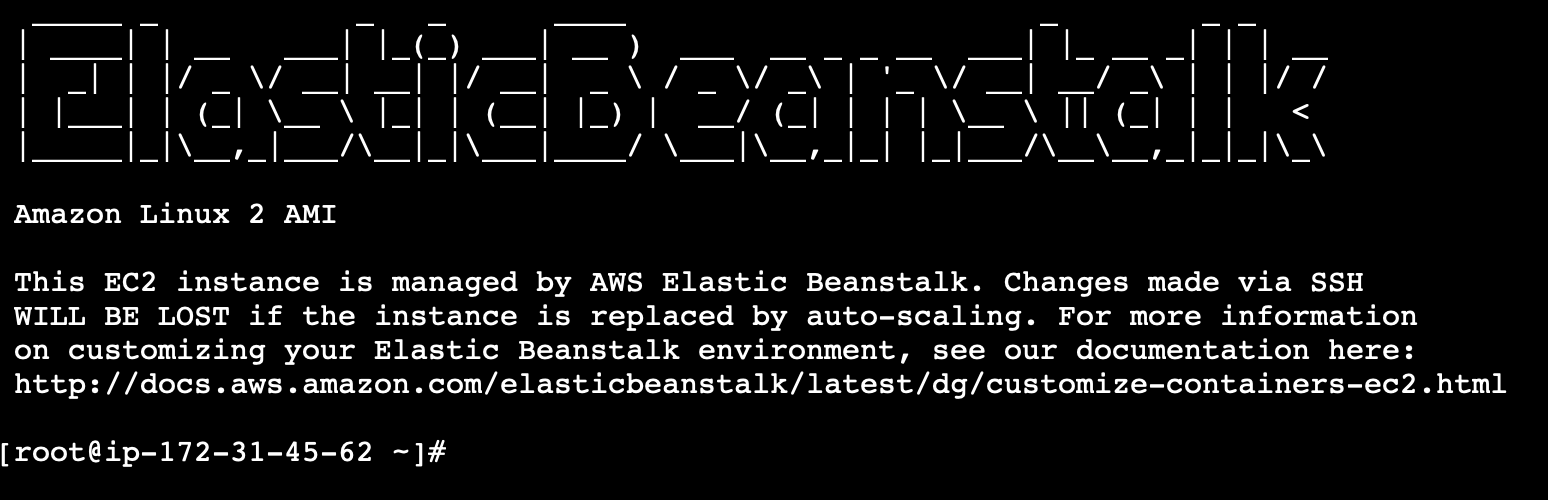 ElasticBeanstalk
Amazon Linux 2 AMI
This EC2 instance is managed by AWS Elastic Beanstalk. Changes made via SSH
WILL BE LOST if the instance is replaced by auto-scaling. For more information
on customizing your Elastic Beanstalk environment, see our documentation here:
http://docs.aws.amazon.com/elasticbeanstalk/latest/dg/customize-containers-ec2.html
[root@ip-172-31-45-62 ~]#